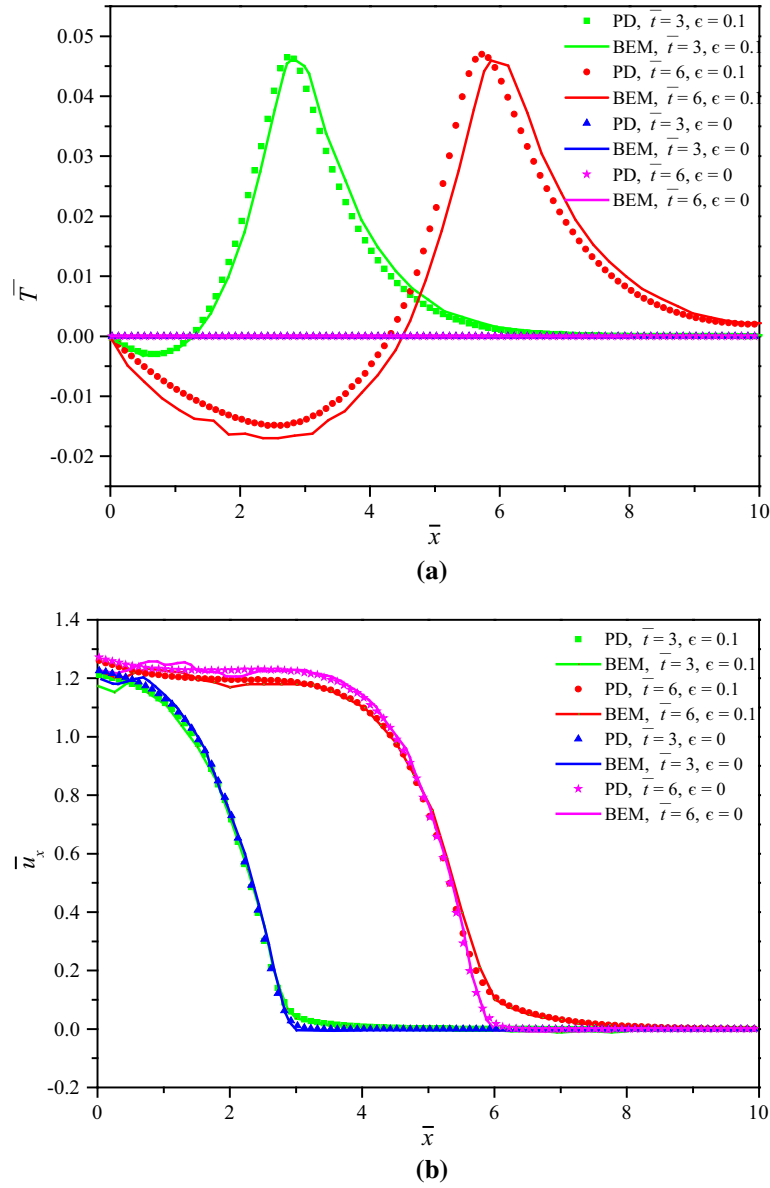 0.05
0.04
0.03
0.02
0.01
0.00
-0.01
-0.02
T
0 2 4 6 8 10
x
PD, t = 3, ϵ = 0.1
BEM, t = 3, ϵ = 0.1
PD, t = 6, ϵ = 0.1
BEM, t = 6, ϵ = 0.1
PD, t = 3, ϵ = 0
BEM, t = 3, ϵ = 0
PD, t = 6, ϵ = 0
BEM, t = 6, ϵ = 0
(a)
1.4
1.2
1.0
0.8
0.6
0.4
0.2
0.0
-0.2
u_x
0 2 4 6 8 10
x
PD, t = 3, ϵ = 0.1
BEM, t = 3, ϵ = 0.1
PD, t = 6, ϵ = 0.1
BEM, t = 6, ϵ = 0.1
PD, t = 3, ϵ = 0
BEM, t = 3, ϵ = 0
PD, t = 6, ϵ = 0
BEM, t = 6, ϵ = 0
(b)